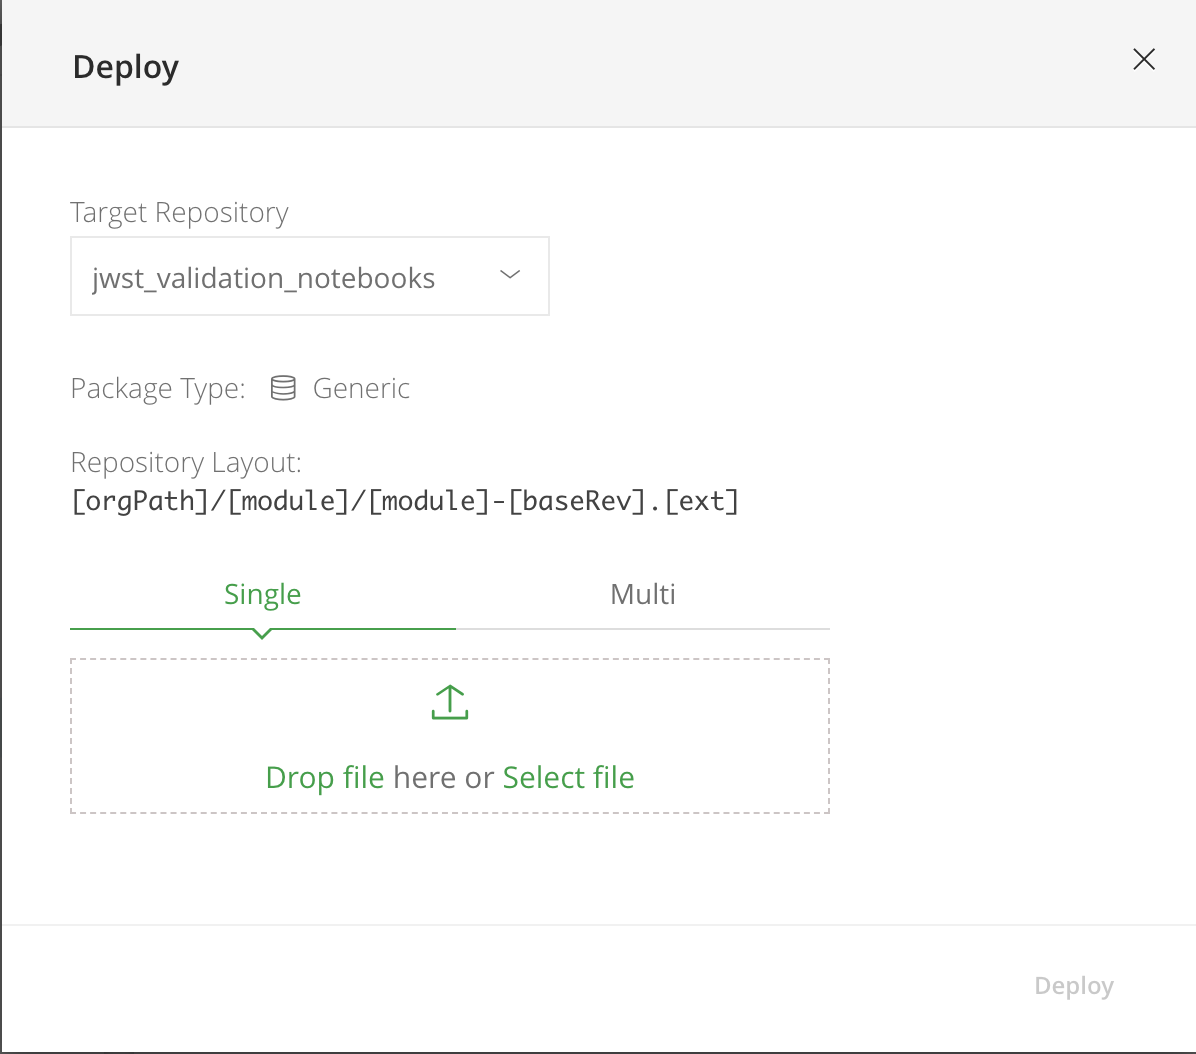 Deploy
Target Repository
jwst_validation_notebooks
Package Type: Generic
Repository Layout:
[orgPath]/[module]/[module]-[baseRev].[ext]
Single Multi
Drop file here or Select file
Deploy